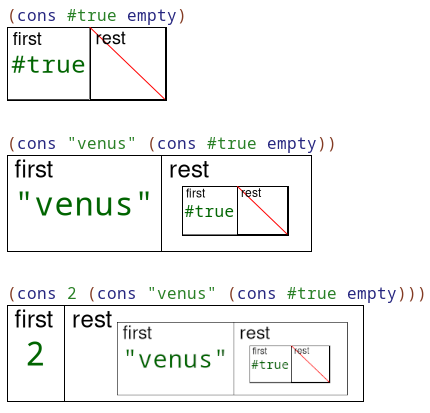 (cons #true empty)
first rest
#true
(cons "venus" (cons #true empty))
first rest
first rest
"venus" #true
(cons 2 (cons "venus" (cons #true empty)))
first rest
first rest
first rest
2 "venus" #true